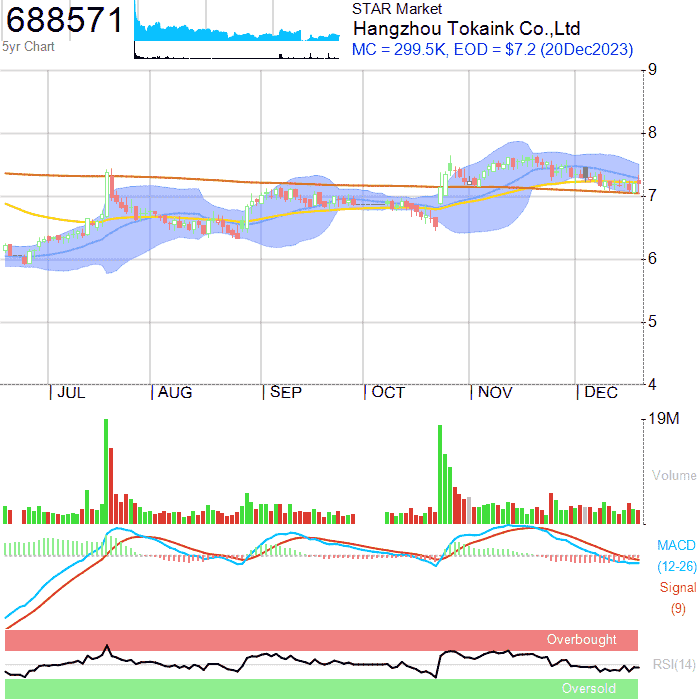 688571
5yr Chart
STAR Market
Hangzhou Tokaink Co.,Ltd
MC = 299.5K, EOD = $7.2 (20Dec2023)
9
8
7
6
5
4
JUL
AUG
SEP
OCT
NOV
DEC
19M
Volume
MACD
(12-26)
Signal
(9)
Overbought
RSI(14)
Oversold